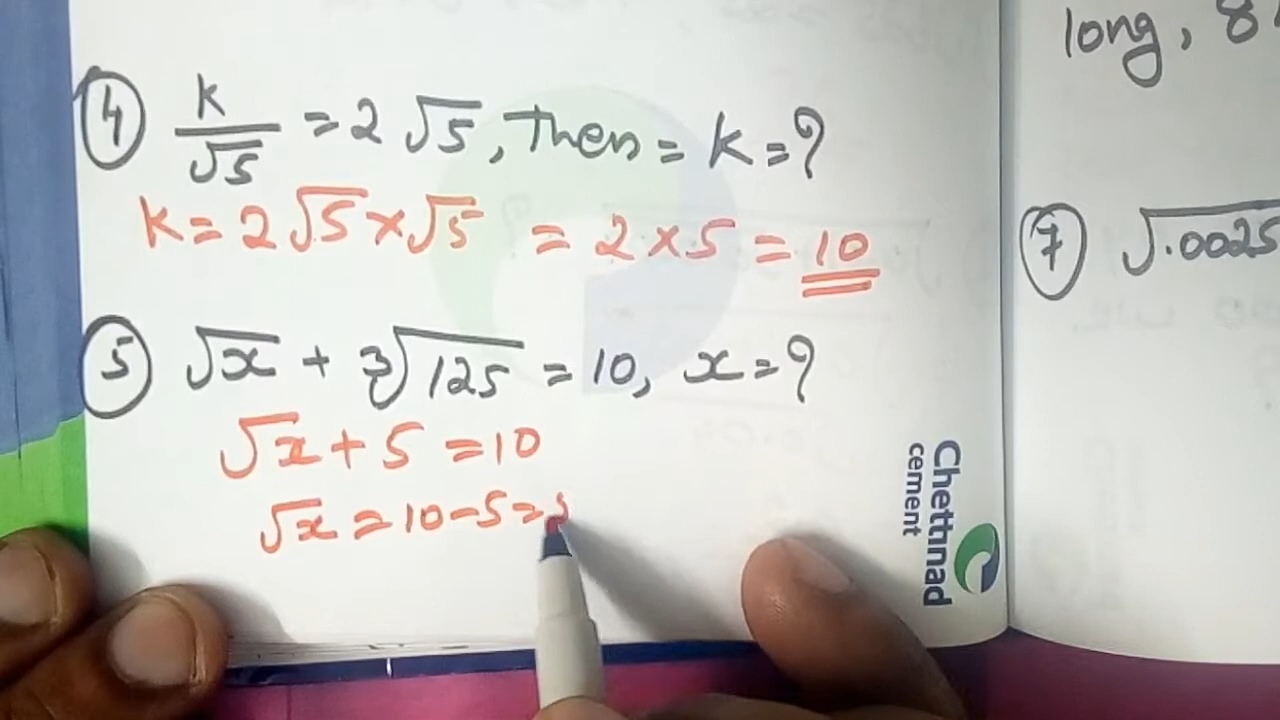 ④ k/√5 = 2√5, Then = k = ?
k = 2√5 × √5 = 2 × 5 = 10
⑤ √x + ∛125 = 10, x = ?
√x + 5 = 10
√x = 10 - 5 =
Chettinad
cement
long, 8
⑦ √.0025